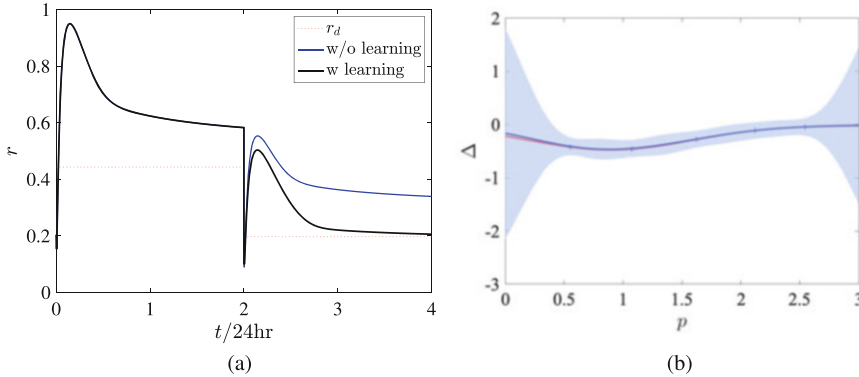 1
0.8
0.6
0.4
0.2
0
r
0 1 2 3 4
t/24hr
r_d
w/o learning
w learning
(a)
2
1
0
-1
-2
-3
Δ
0 0.5 1 1.5 2 2.5 3
p
(b)